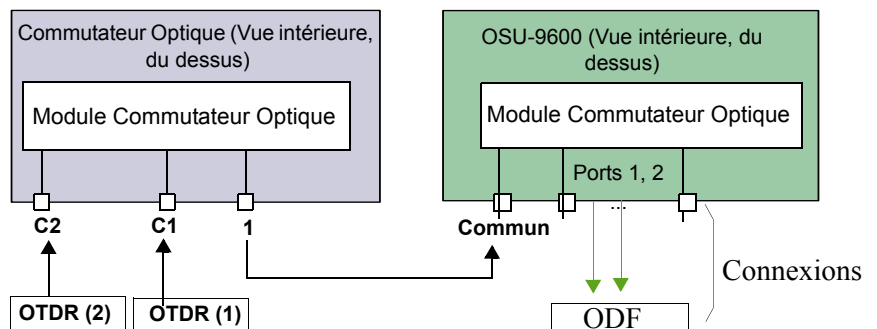 Commutateur Optique (Vue intérieure,
du dessus)
Module Commutateur Optique
C2
C1
1
OTDR (2)
OTDR (1)
OSU-9600 (Vue intérieure, du
dessus)
Module Commutateur Optique
Ports 1, 2
...
Commun
Connexions
ODF